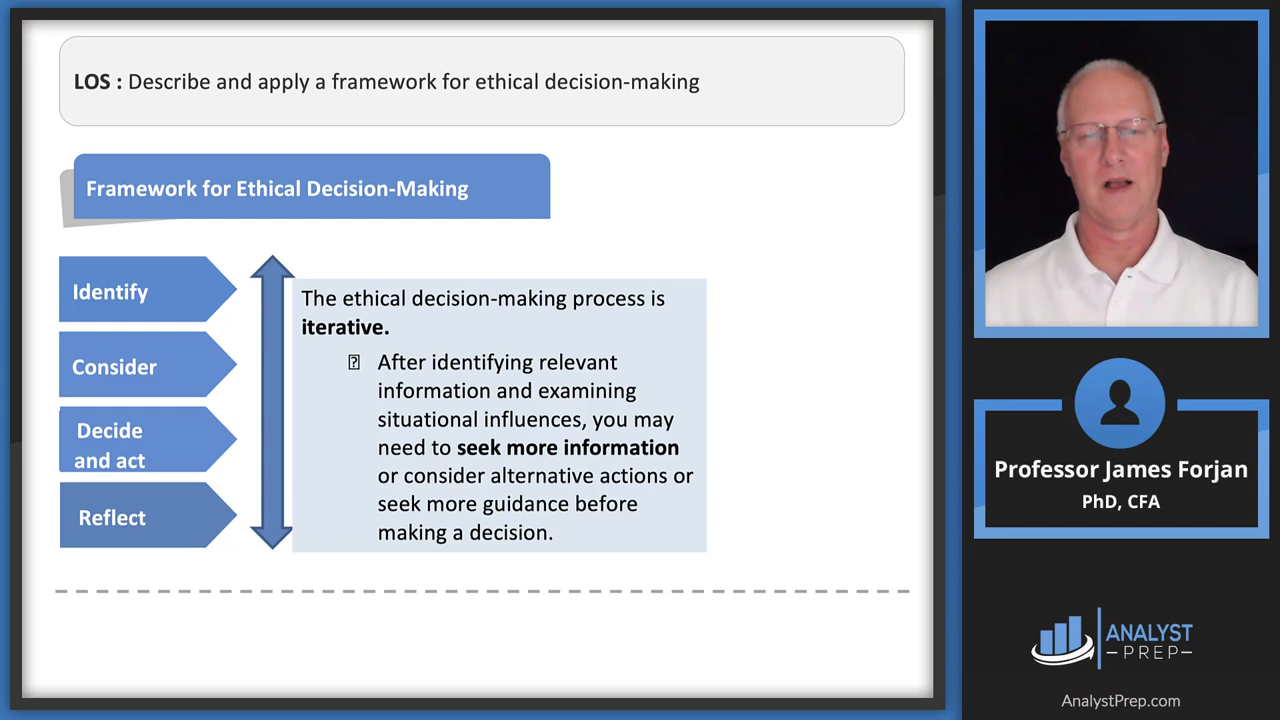 LOS : Describe and apply a framework for ethical decision-making
Framework for Ethical Decision-Making
Identify
Consider
Decide
and act
Reflect
The ethical decision-making process is
iterative.
After identifying relevant
information and examining
situational influences, you may
need to seek more information
or consider alternative actions or
seek more guidance before
making a decision.
Professor James Forjan
PhD, CFA
ANALYST
PREP
AnalystPrep.com